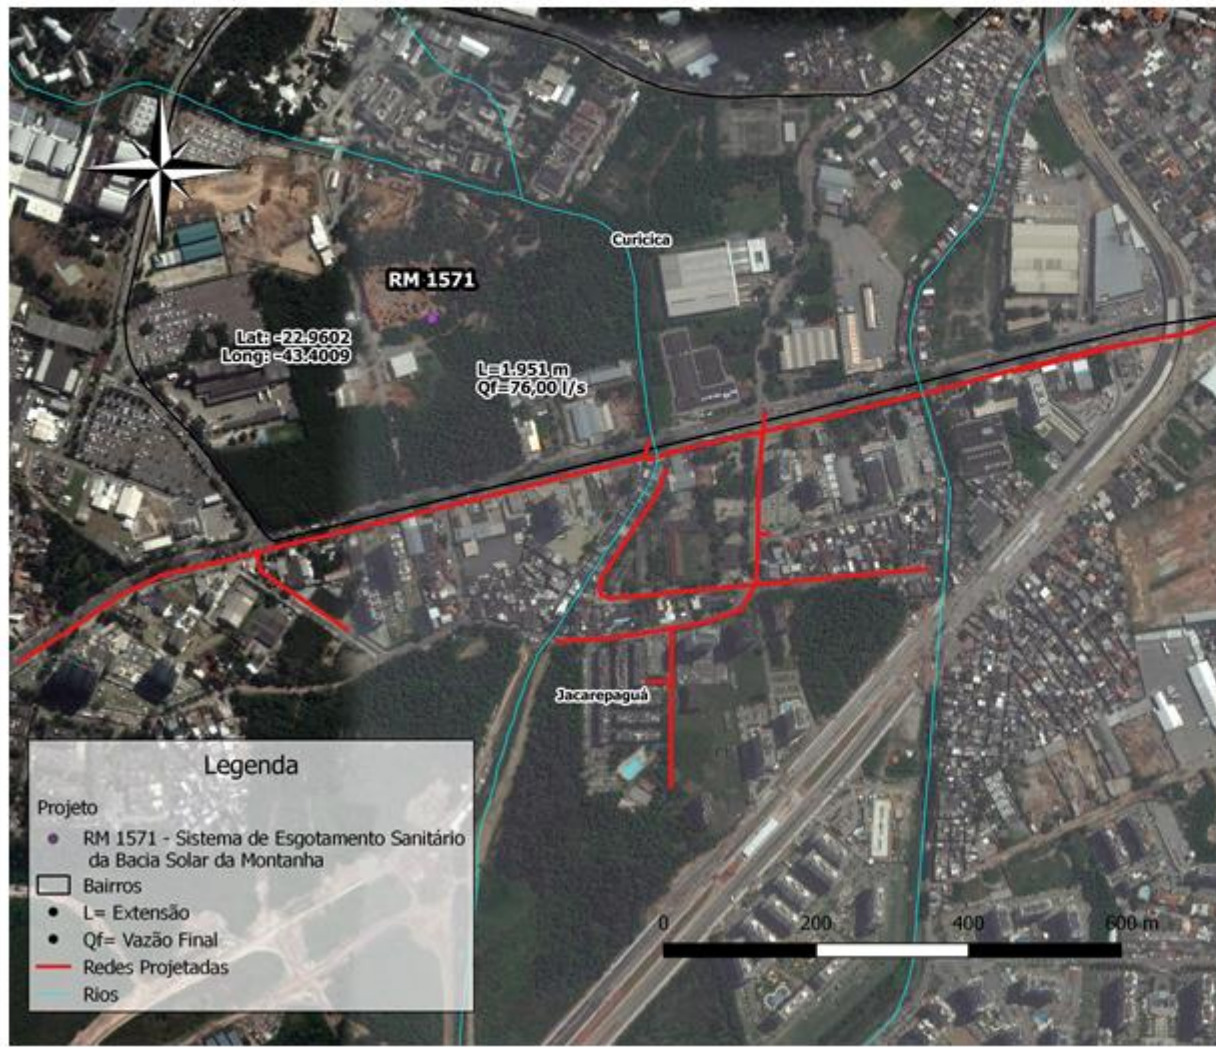 Curicica
RM 1571
Lat: -22.9602
Long: -43.4009
L=1.951 m
Qf=76,00 l/s
Jacarepaguá
Legenda
Projeto
RM 1571 - Sistema de Esgotamento Sanitário
da Bacia Solar da Montanha
Bairros
L= Extensão
Qf= Vazão Final
Redes Projetadas
Rios
0 200 400 600 m